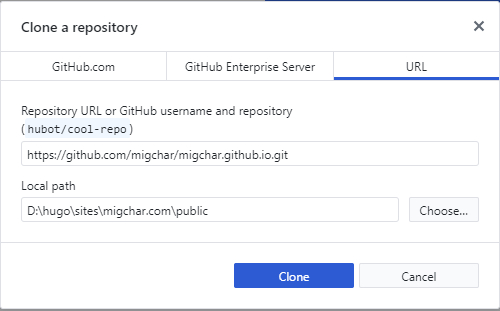 Clone a repository
GitHub.com
GitHub Enterprise Server
URL
Repository URL or GitHub username and repository
(hubot/cool-repo)
https://github.com/migchar/migchar.github.io.git
Local path
D:\hugo\sites\migchar.com\public
Choose...
Clone
Cancel